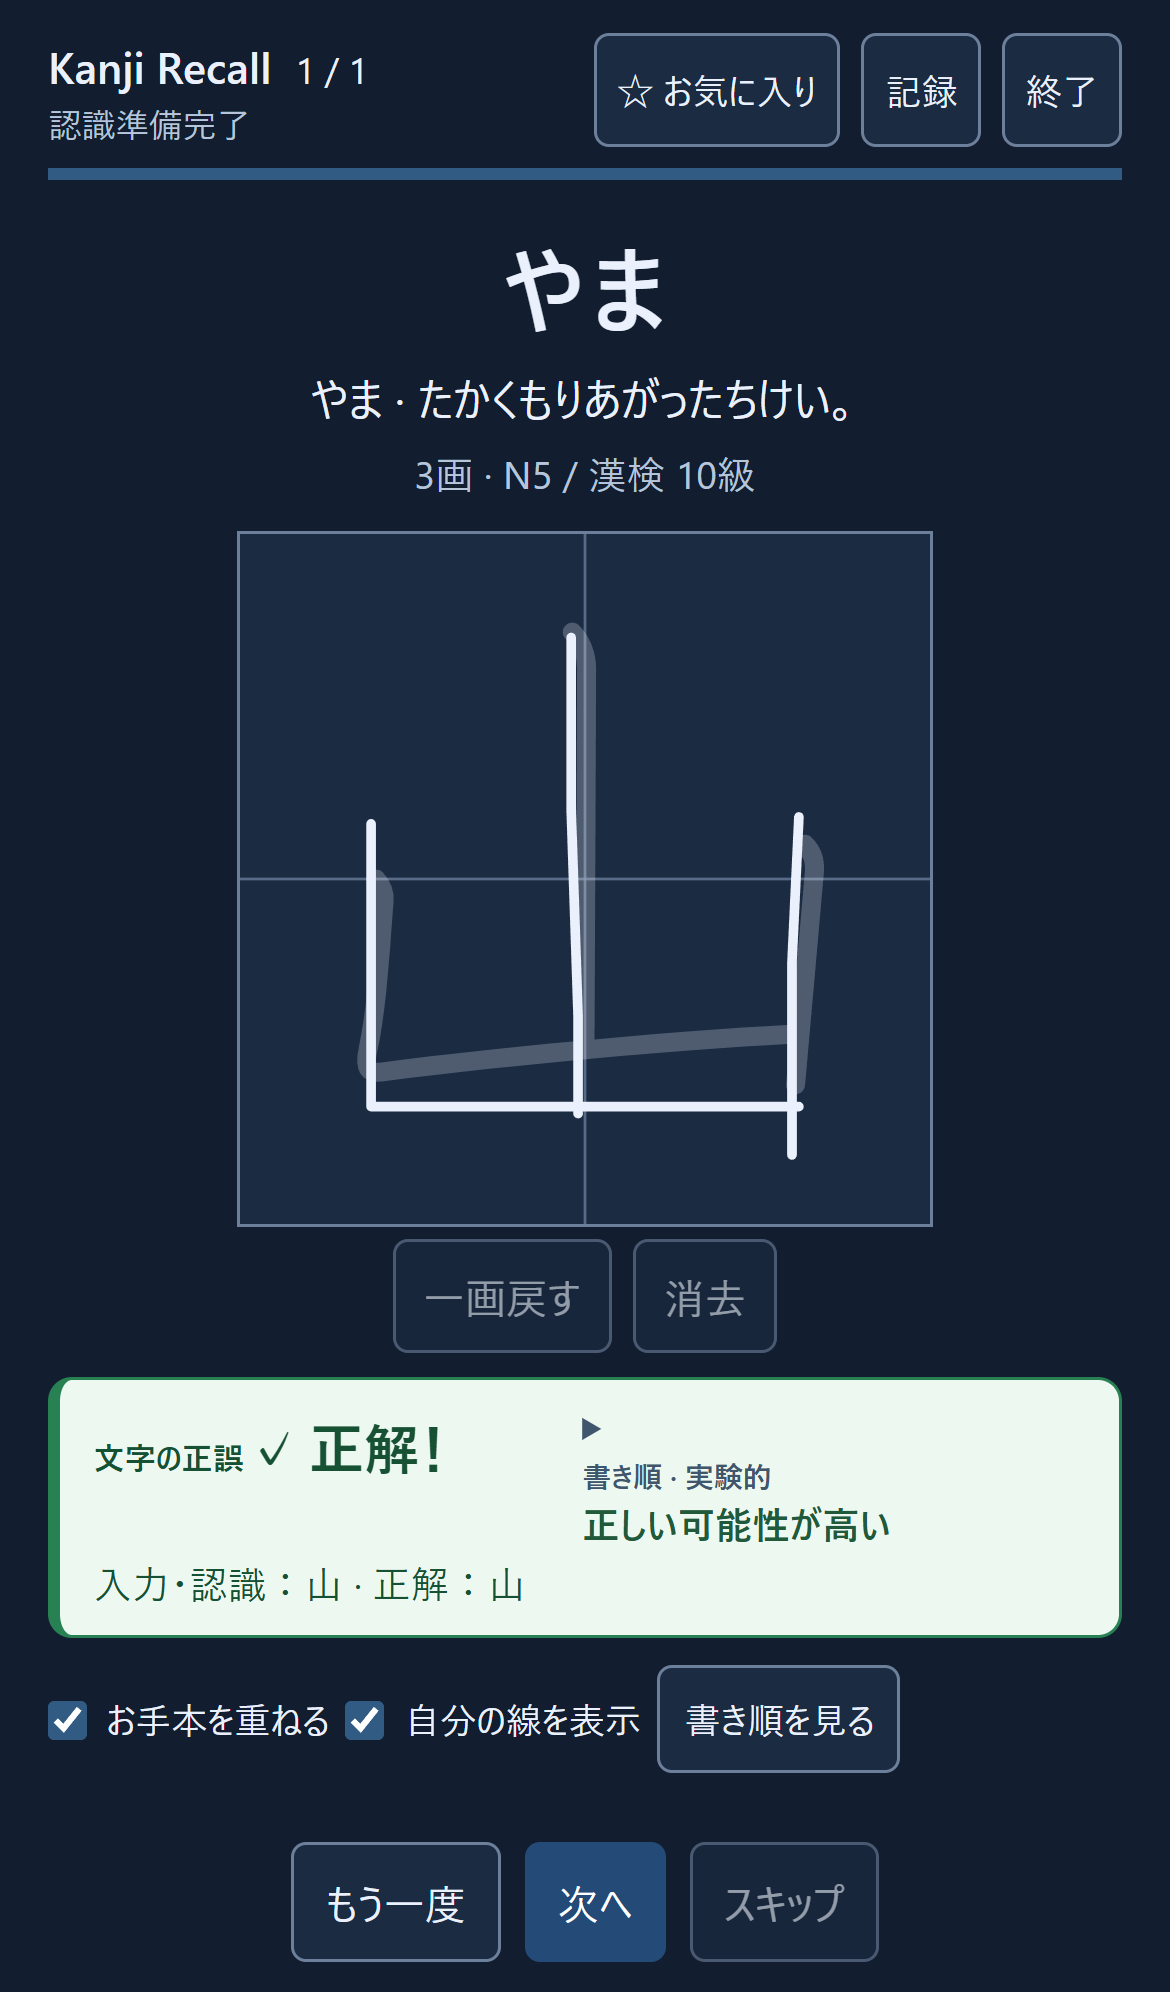 Kanji Recall 1 / 1
認識準備完了
☆ お気に入り
記録
終了
やま
やま · たかくもりあがったちけい。
3画 · N5 / 漢検 10級
山
一画戻す
消去
文字の正誤 ✓ 正解！
▶
書き順 · 実験的
正しい可能性が高い
入力・認識：山 · 正解：山
お手本を重ねる
自分の線を表示
書き順を見る
もう一度
次へ
スキップ